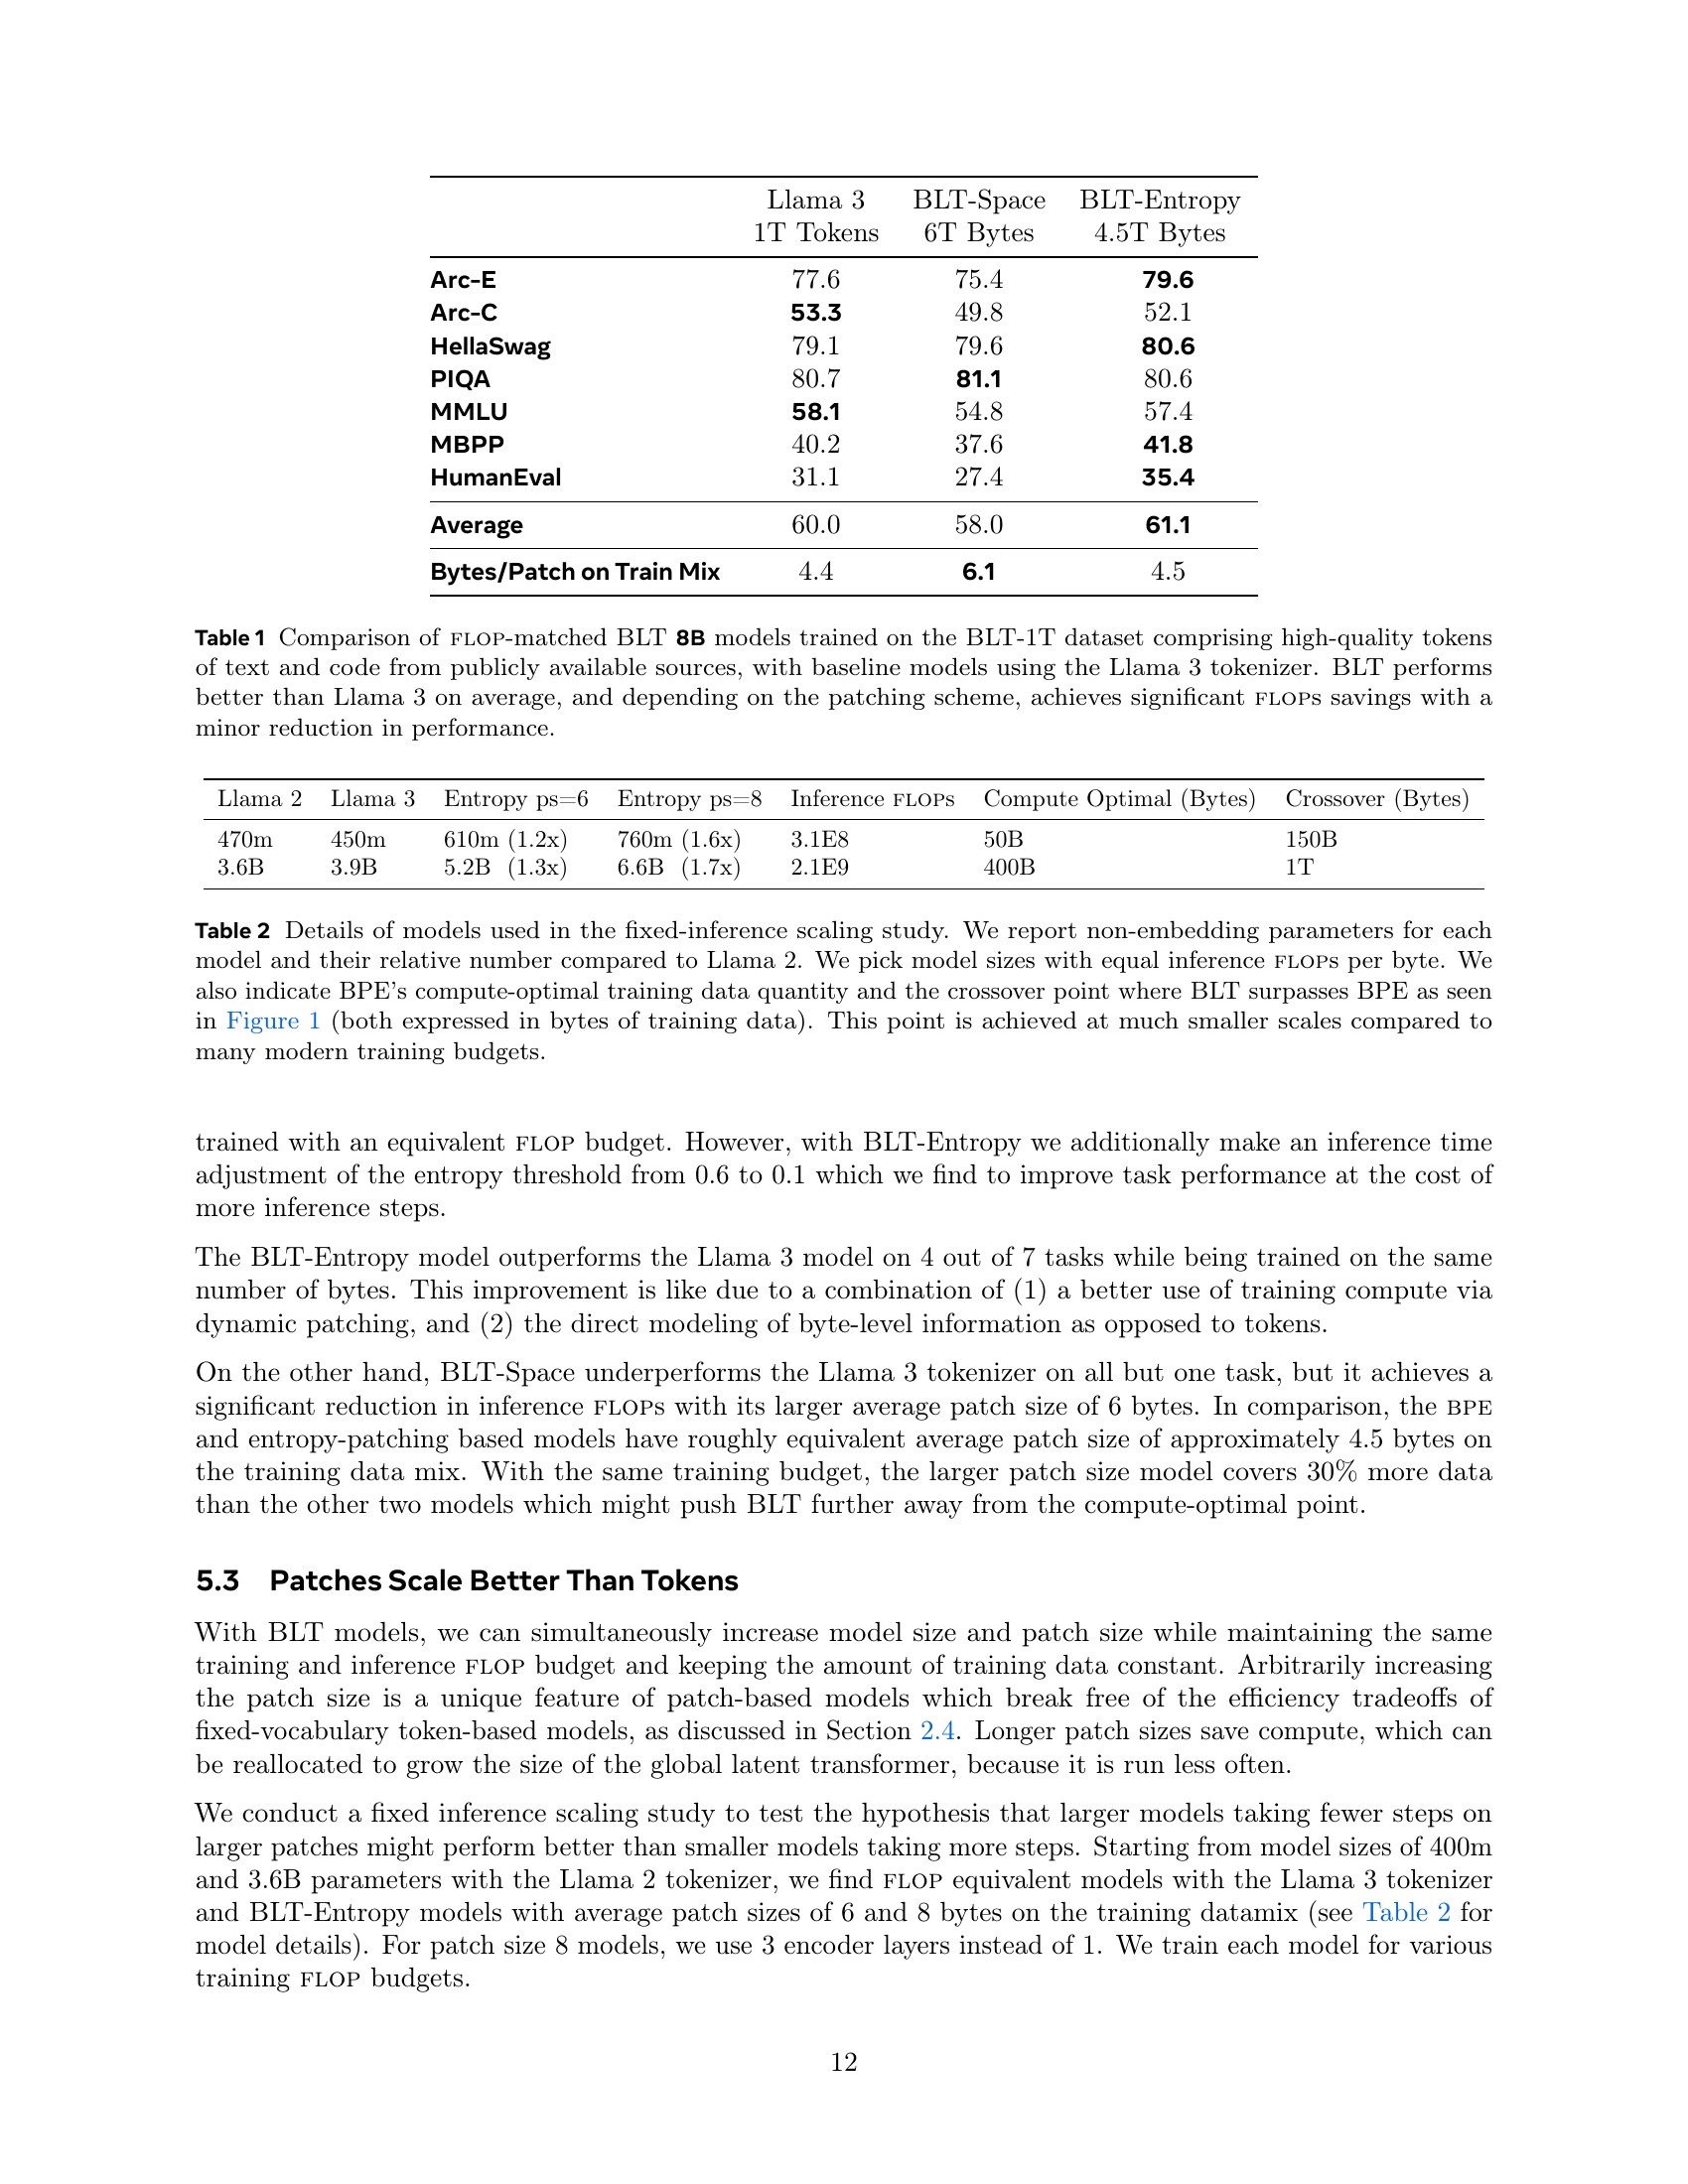 Llama 3 BLT-Space BLT-Entropy
1T Tokens 6T Bytes 4.5T Bytes
Arc-E 77.6 75.4 79.6
Arc-C 53.3 49.8 52.1
HellaSwag 79.1 79.6 80.6
PIQA 80.7 81.1 80.6
MMLU 58.1 54.8 57.4
MBPP 40.2 37.6 41.8
HumanEval 31.1 27.4 35.4
Average 60.0 58.0 61.1
Bytes/Patch on Train Mix 4.4 6.1 4.5
Table 1 Comparison of FLOP-matched BLT 8B models trained on the BLT-1T dataset comprising high-quality tokens
of text and code from publicly available sources, with baseline models using the Llama 3 tokenizer. BLT performs
better than Llama 3 on average, and depending on the patching scheme, achieves significant FLOPs savings with a
minor reduction in performance.
Llama 2 Llama 3 Entropy ps=6 Entropy ps=8 Inference FLOPs Compute Optimal (Bytes) Crossover (Bytes)
470m 450m 610m (1.2x) 760m (1.6x) 3.1E8 50B 150B
3.6B 3.9B 5.2B (1.3x) 6.6B (1.7x) 2.1E9 400B 1T
Table 2 Details of models used in the fixed-inference scaling study. We report non-embedding parameters for each
model and their relative number compared to Llama 2. We pick model sizes with equal inference FLOPs per byte. We
also indicate BPE's compute-optimal training data quantity and the crossover point where BLT surpasses BPE as seen
in Figure 1 (both expressed in bytes of training data). This point is achieved at much smaller scales compared to
many modern training budgets.
trained with an equivalent FLOP budget. However, with BLT-Entropy we additionally make an inference time
adjustment of the entropy threshold from 0.6 to 0.1 which we find to improve task performance at the cost of
more inference steps.
The BLT-Entropy model outperforms the Llama 3 model on 4 out of 7 tasks while being trained on the same
number of bytes. This improvement is like due to a combination of (1) a better use of training compute via
dynamic patching, and (2) the direct modeling of byte-level information as opposed to tokens.
On the other hand, BLT-Space underperforms the Llama 3 tokenizer on all but one task, but it achieves a
significant reduction in inference FLOPs with its larger average patch size of 6 bytes. In comparison, the BPE
and entropy-patching based models have roughly equivalent average patch size of approximately 4.5 bytes on
the training data mix. With the same training budget, the larger patch size model covers 30% more data
than the other two models which might push BLT further away from the compute-optimal point.
5.3 Patches Scale Better Than Tokens
With BLT models, we can simultaneously increase model size and patch size while maintaining the same
training and inference FLOP budget and keeping the amount of training data constant. Arbitrarily increasing
the patch size is a unique feature of patch-based models which break free of the efficiency tradeoffs of
fixed-vocabulary token-based models, as discussed in Section 2.4. Longer patch sizes save compute, which can
be reallocated to grow the size of the global latent transformer, because it is run less often.
We conduct a fixed inference scaling study to test the hypothesis that larger models taking fewer steps on
larger patches might perform better than smaller models taking more steps. Starting from model sizes of 400m
and 3.6B parameters with the Llama 2 tokenizer, we find FLOP equivalent models with the Llama 3 tokenizer
and BLT-Entropy models with average patch sizes of 6 and 8 bytes on the training datamix (see Table 2 for
model details). For patch size 8 models, we use 3 encoder layers instead of 1. We train each model for various
training FLOP budgets.
12